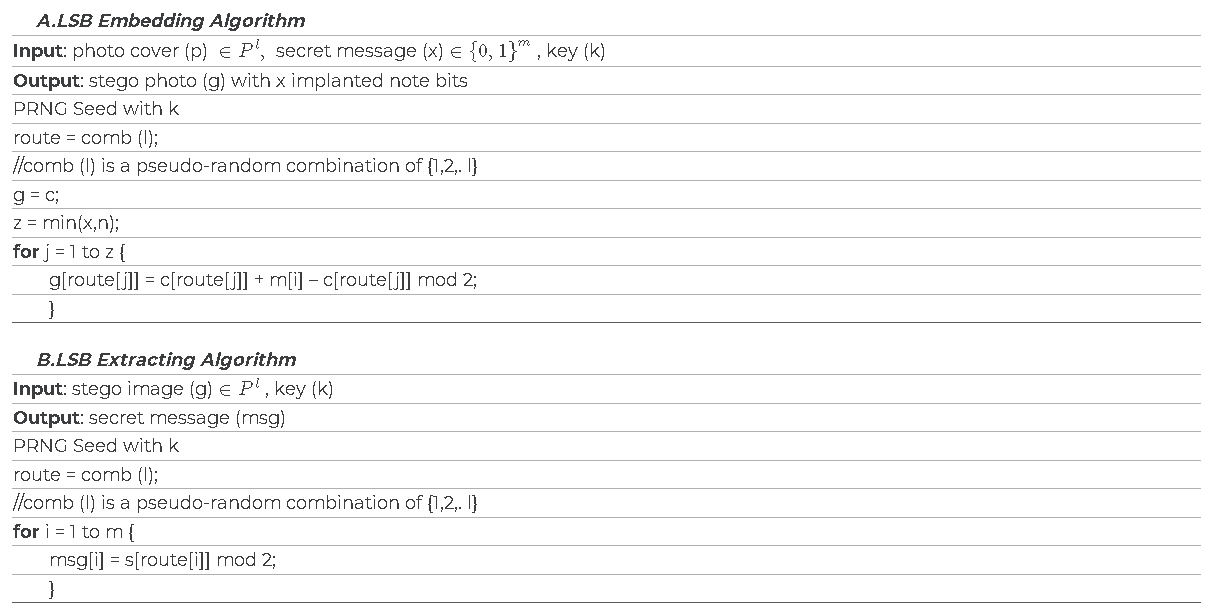 A.LSB Embedding Algorithm
Input: photo cover (p) ∈ P^l, secret message (x) ∈ {0, 1}^m , key (k)
Output: stego photo (g) with x implanted note bits
PRNG Seed with k
route = comb (l);
//comb (l) is a pseudo-random combination of {1,2,. l}
g = c;
z = min(x,n);
for j = 1 to z {
g[route[j]] = c[route[j]] + m[i] – c[route[j]] mod 2;
}
B.LSB Extracting Algorithm
Input: stego image (g) ∈ P^l , key (k)
Output: secret message (msg)
PRNG Seed with k
route = comb (l);
//comb (l) is a pseudo-random combination of {1,2,. l}
for i = 1 to m {
msg[i] = s[route[i]] mod 2;
}